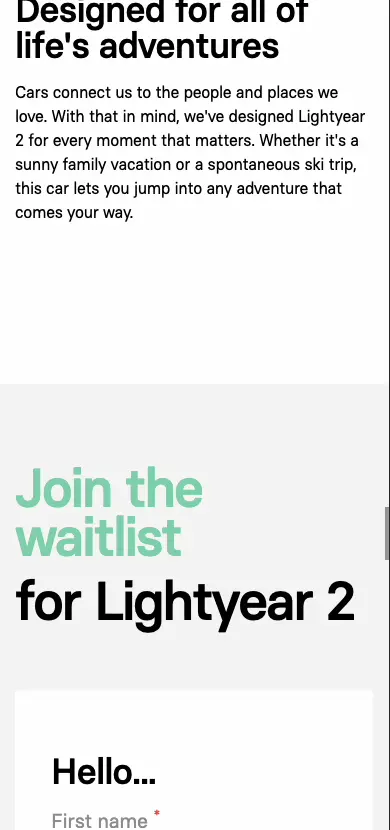 Designed for all of
life's adventures
Cars connect us to the people and places we
love. With that in mind, we've designed Lightyear
2 for every moment that matters. Whether it's a
sunny family vacation or a spontaneous ski trip,
this car lets you jump into any adventure that
comes your way.
Join the
waitlist
for Lightyear 2
Hello...
First name *